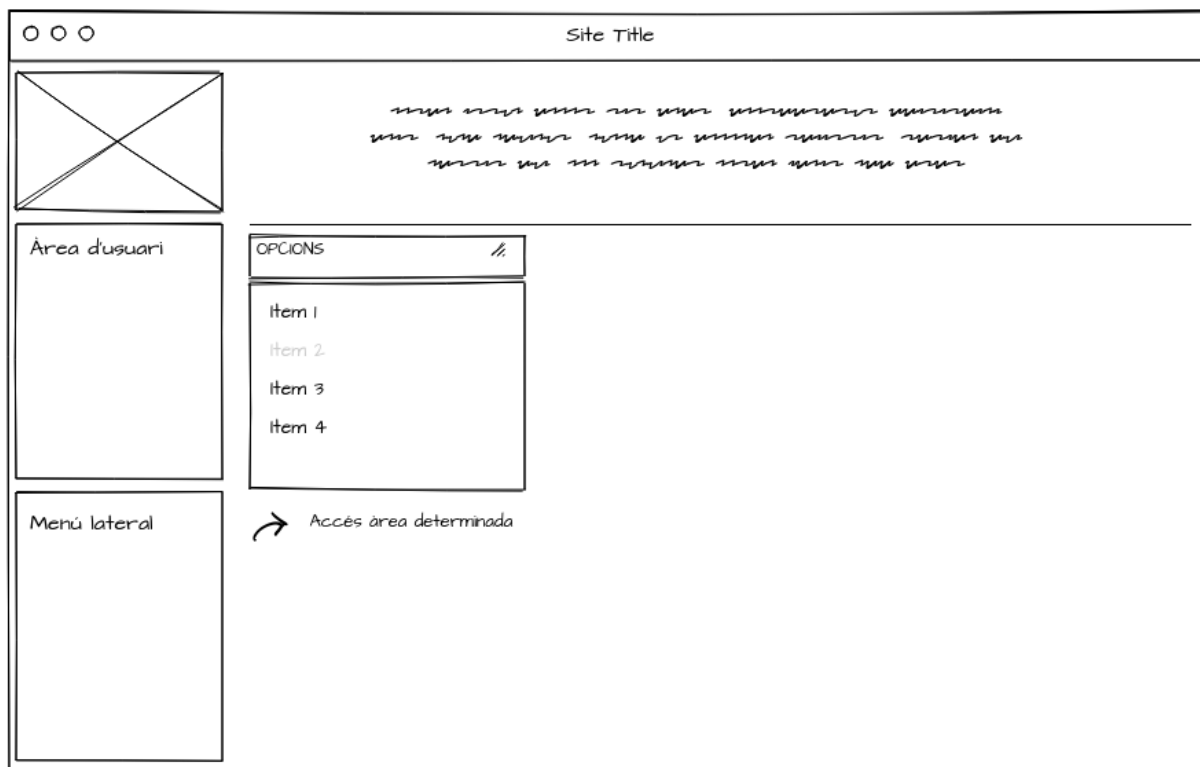 Site Title
Àrea d'usuari
OPCIONS
Item 1
Item 2
Item 3
Item 4
Menú lateral
Accés àrea determinada